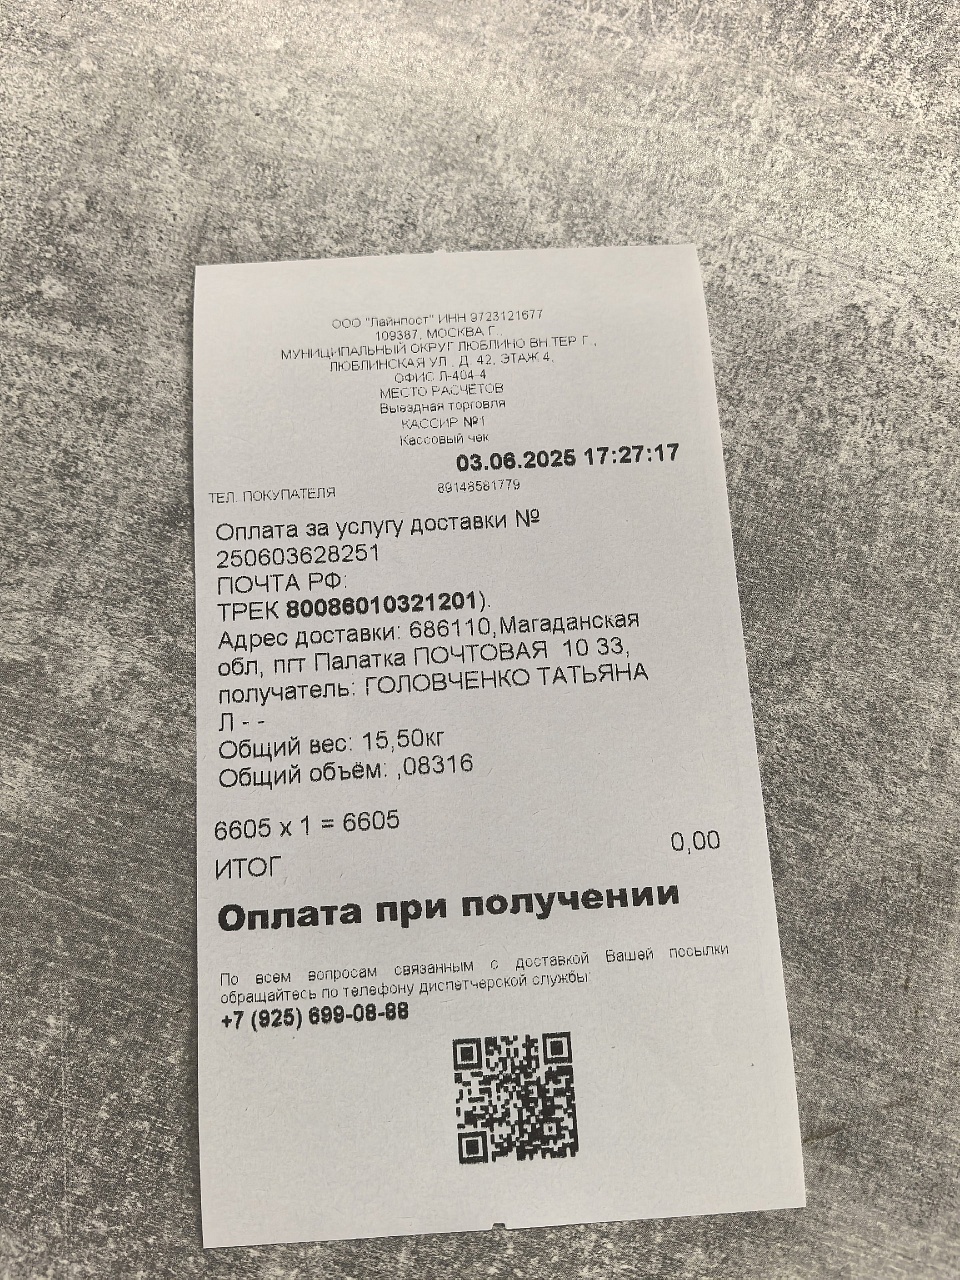 ООО "Лайнпост" ИНН 9723121677
109387, МОСКВА Г.,
МУНИЦИПАЛЬНЫЙ ОКРУГ ЛЮБЛИНО ВН.ТЕР.Г.,
ЛЮБЛИНСКАЯ УЛ., Д. 42, ЭТАЖ 4,
ОФИС Л-404-4
МЕСТО РАСЧЕТОВ
Выездная торговля
КАССИР №1
Кассовый чек
03.06.2025 17:27:17
ТЕЛ. ПОКУПАТЕЛЯ 89148581779
Оплата за услугу доставки №
250603628251
ПОЧТА РФ:
ТРЕК 80086010321201).
Адрес доставки: 686110,Магаданская
обл, пгт Палатка ПОЧТОВАЯ 10 33,
получатель: ГОЛОВЧЕНКО ТАТЬЯНА
Л - -
Общий вес: 15,50кг
Общий объём: ,08316
6605 x 1 = 6605
ИТОГ 0,00
Оплата при получении
По всем вопросам связанным с доставкой Вашей посылки
обращайтесь по телефону диспетчерской службы:
+7 (925) 699-08-88